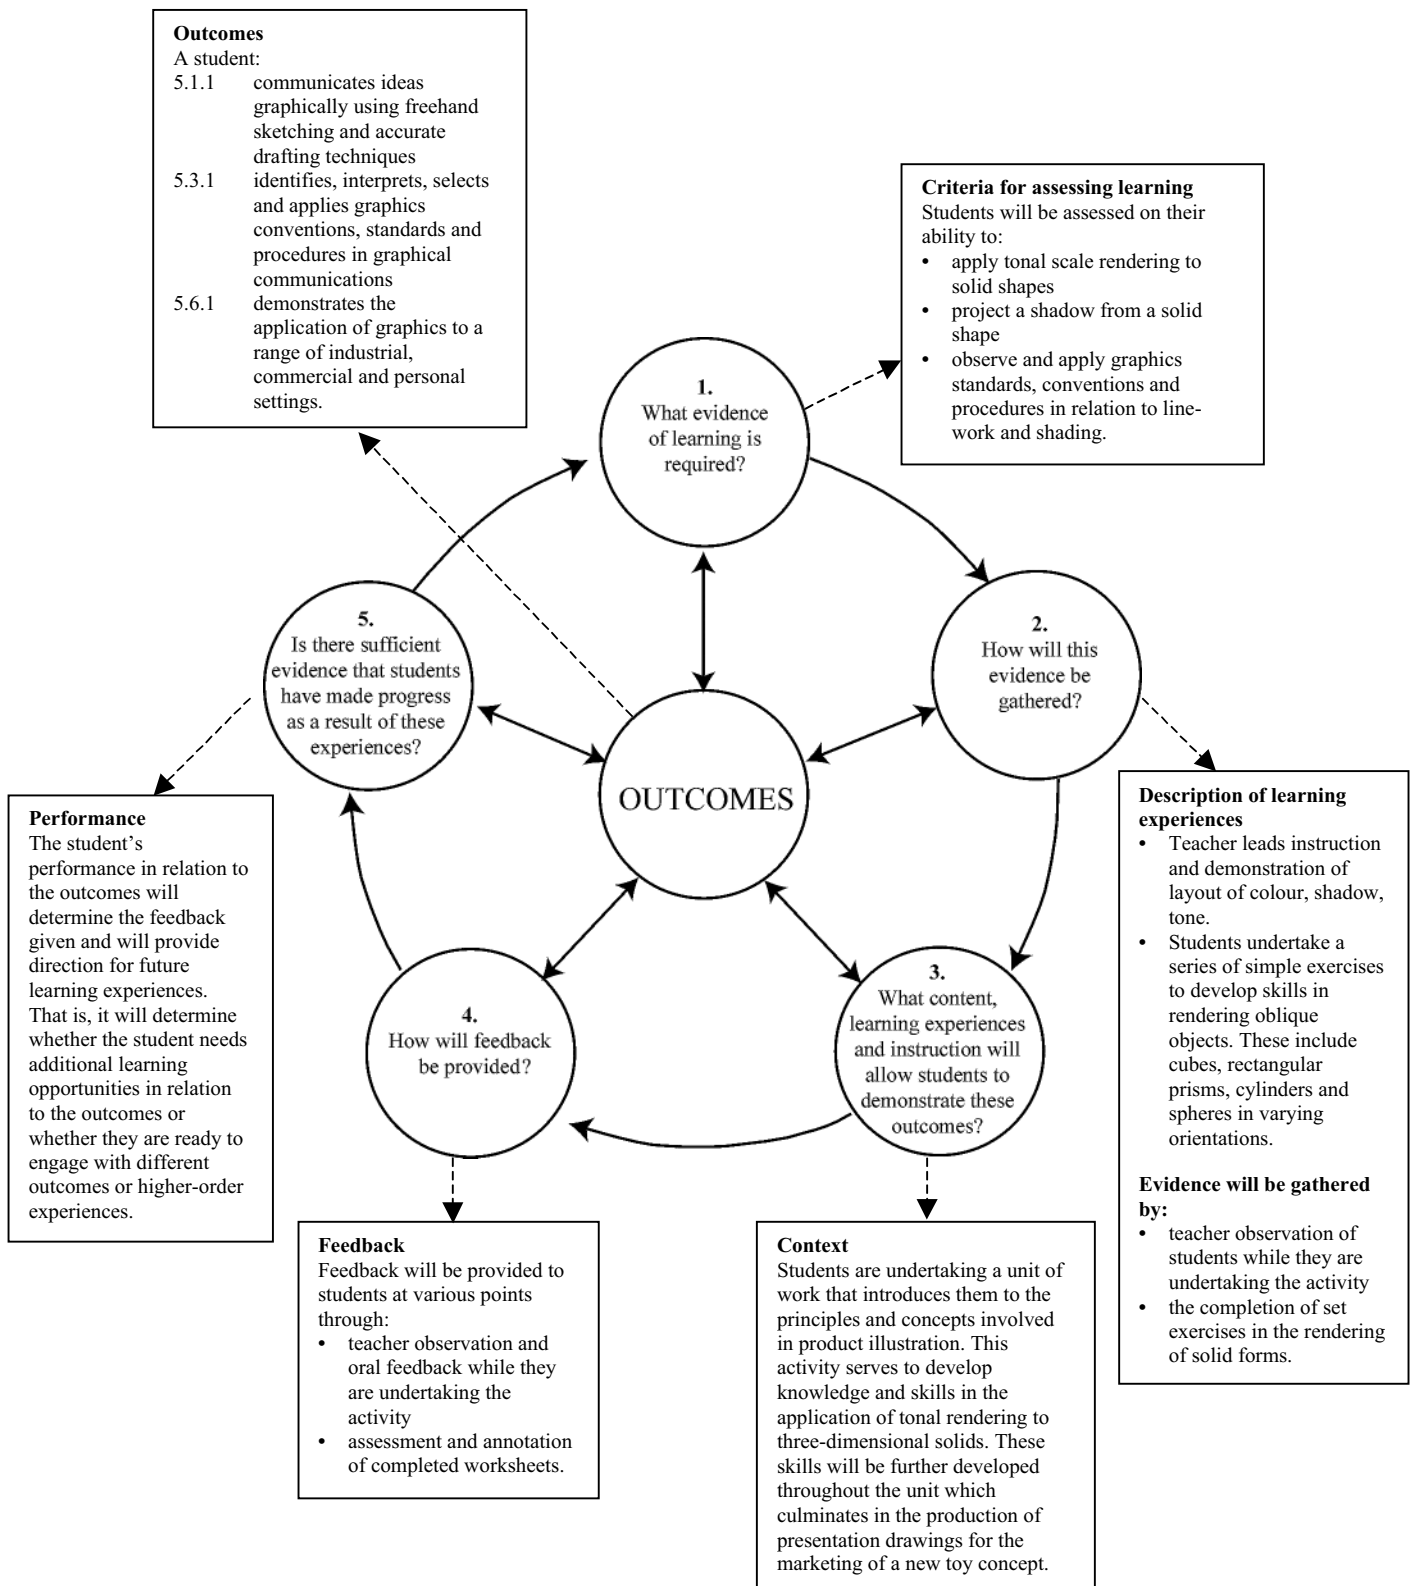 Outcomes
A student:
5.1.1 communicates ideas
graphically using freehand
sketching and accurate
drafting techniques
5.3.1 identifies, interprets, selects
and applies graphics
conventions, standards and
procedures in graphical
communications
5.6.1 demonstrates the
application of graphics to a
range of industrial,
commercial and personal
settings.
Criteria for assessing learning
Students will be assessed on their
ability to:
• apply tonal scale rendering to
solid shapes
• project a shadow from a solid
shape
• observe and apply graphics
standards, conventions and
procedures in relation to line-
work and shading.
1.
What evidence
of learning is
required?
2.
How will this
evidence be
gathered?
5.
Is there sufficient
evidence that students
have made progress
as a result of these
experiences?
OUTCOMES
Description of learning
experiences
• Teacher leads instruction
and demonstration of
layout of colour, shadow,
tone.
• Students undertake a
series of simple exercises
to develop skills in
rendering oblique
objects. These include
cubes, rectangular
prisms, cylinders and
spheres in varying
orientations.
Evidence will be gathered
by:
• teacher observation of
students while they are
undertaking the activity
• the completion of set
exercises in the rendering
of solid forms.
Performance
The student’s
performance in relation to
the outcomes will
determine the feedback
given and will provide
direction for future
learning experiences.
That is, it will determine
whether the student needs
additional learning
opportunities in relation
to the outcomes or
whether they are ready to
engage with different
outcomes or higher-order
experiences.
3.
What content,
learning experiences
and instruction will
allow students to
demonstrate these
outcomes?
4.
How will feedback
be provided?
Feedback
Feedback will be provided to
students at various points
through:
• teacher observation and
oral feedback while they
are undertaking the
activity
• assessment and annotation
of completed worksheets.
Context
Students are undertaking a unit of
work that introduces them to the
principles and concepts involved
in product illustration. This
activity serves to develop
knowledge and skills in the
application of tonal rendering to
three-dimensional solids. These
skills will be further developed
throughout the unit which
culminates in the production of
presentation drawings for the
marketing of a new toy concept.